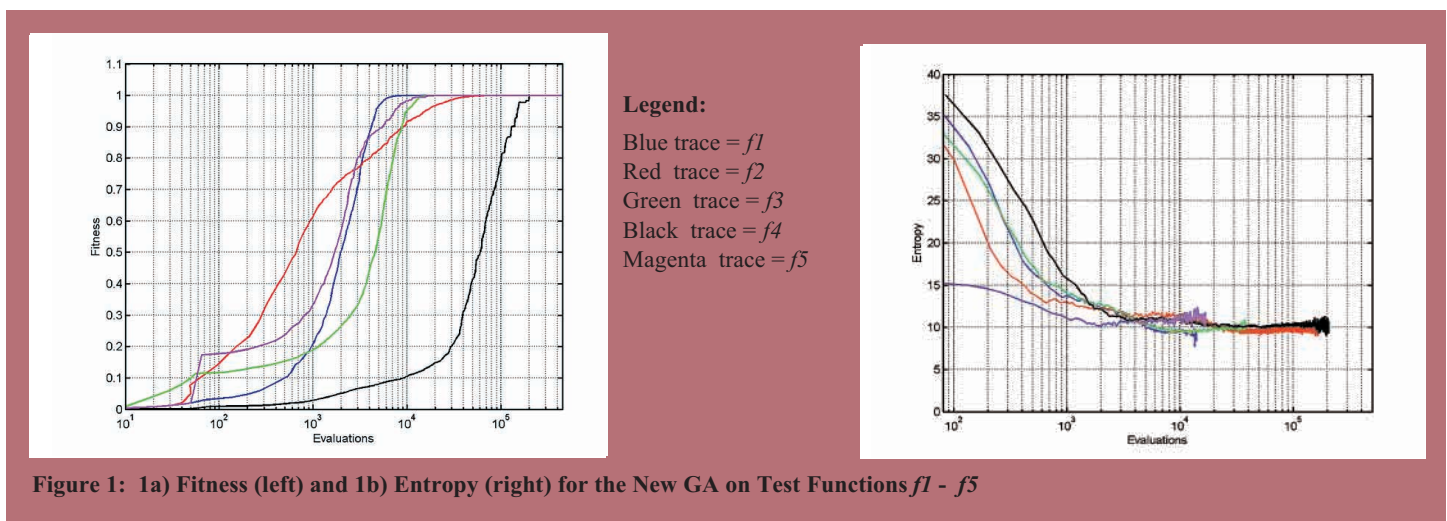 1.1
1
0.9
0.8
0.7
0.6
0.5
0.4
0.3
0.2
0.1
0
Fitness
10^1
10^2
10^3
10^4
10^5
Evaluations
Legend:
Blue trace = f1
Red trace = f2
Green trace = f3
Black trace = f4
Magenta trace = f5
40
35
30
25
20
15
10
5
0
Entropy
10^2
10^3
10^4
10^5
Evaluations
Figure 1: 1a) Fitness (left) and 1b) Entropy (right) for the New GA on Test Functions f1 - f5